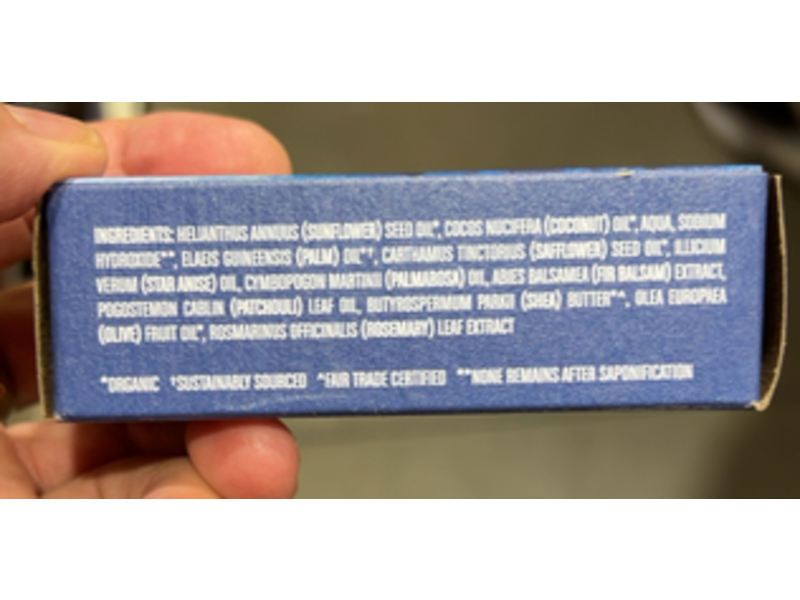 INGREDIENTS: HELIANTHUS ANNUUS (SUNFLOWER) SEED OIL*, COCOS NUCIFERA (COCONUT) OIL*, AQUA, SODIUM
HYDROXIDE**, ELAEIS GUINEENSIS (PALM) OIL*†, CARTHAMUS TINCTORIUS (SAFFLOWER) SEED OIL*, ILLICIUM
VERUM (STAR ANISE) OIL, CYMBOPOGON MARTINII (PALMAROSA) OIL, ABIES BALSAMEA (FIR BALSAM) EXTRACT,
POGOSTEMON CABLIN (PATCHOULI) LEAF OIL, BUTYROSPERMUM PARKII (SHEA) BUTTER*^, OLEA EUROPAEA
(OLIVE) FRUIT OIL*, ROSMARINUS OFFICINALIS (ROSEMARY) LEAF EXTRACT
*ORGANIC †SUSTAINABLY SOURCED ^FAIR TRADE CERTIFIED **NONE REMAINS AFTER SAPONIFICATION